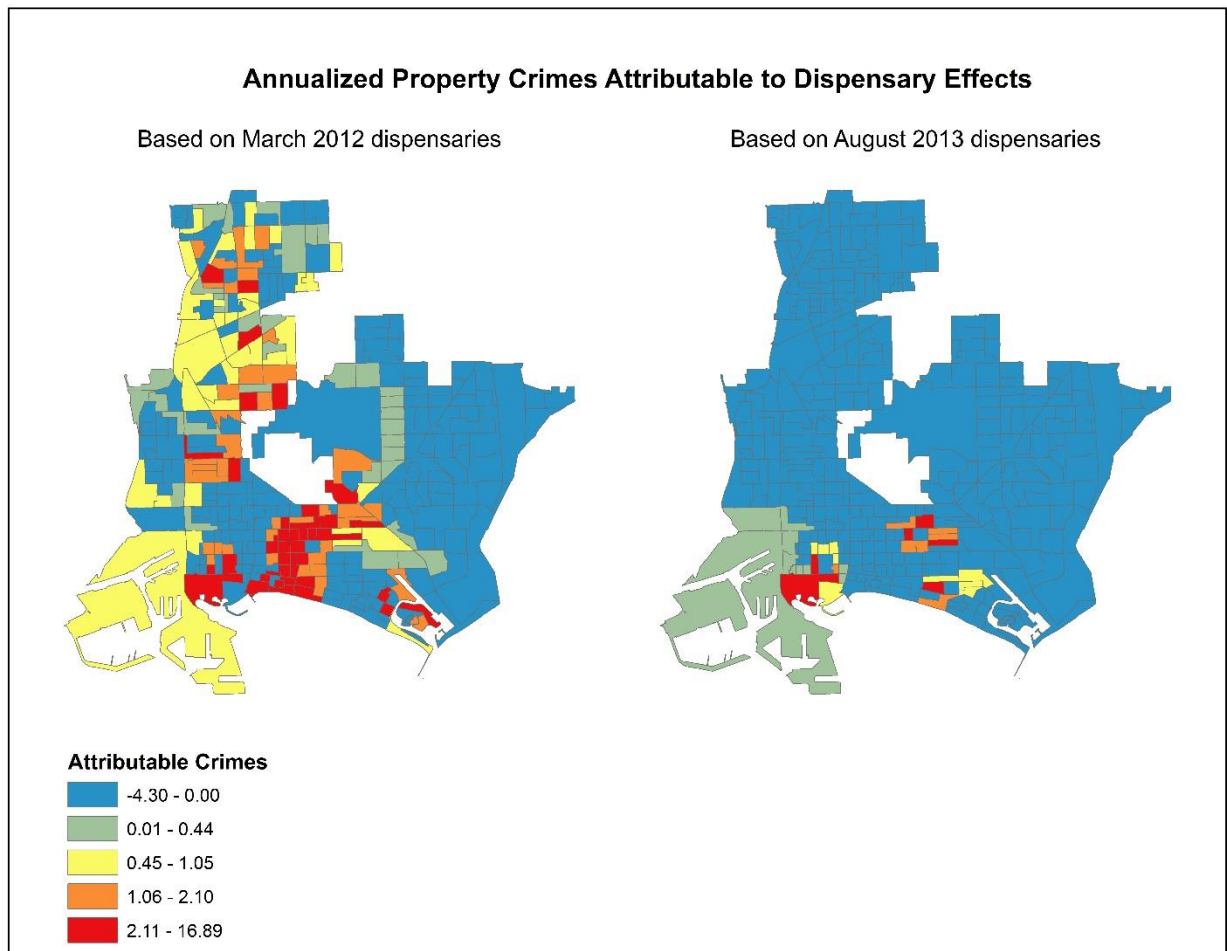 Annualized Property Crimes Attributable to Dispensary Effects
Based on March 2012 dispensaries
Based on August 2013 dispensaries
Attributable Crimes
-4.30 - 0.00
0.01 - 0.44
0.45 - 1.05
1.06 - 2.10
2.11 - 16.89